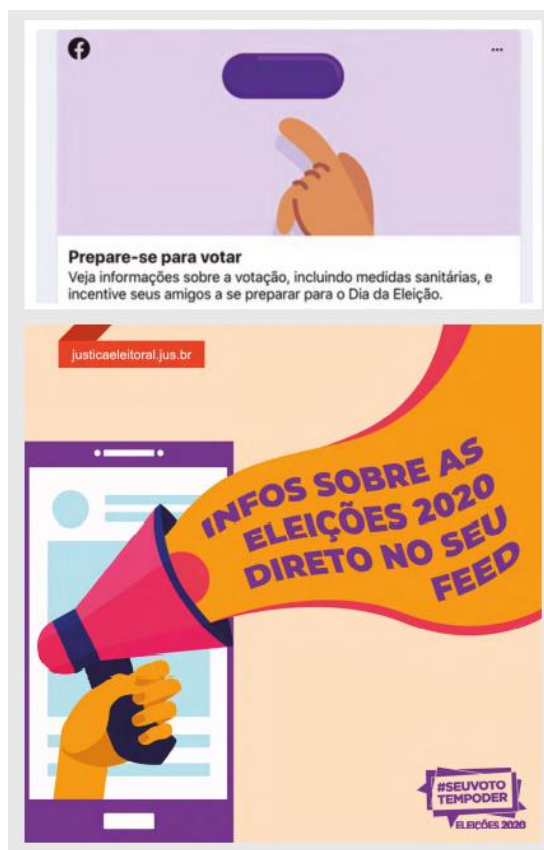 Prepare-se para votar
Veja informações sobre a votação, incluindo medidas sanitárias, e
incentive seus amigos a se preparar para o Dia da Eleição.
justicaeleitoral.jus.br
INFOS SOBRE AS
ELEIÇÕES 2020
DIRETO NO SEU
FEED
#SEUVOTO
TEMPODER
ELEIÇÕES 2020